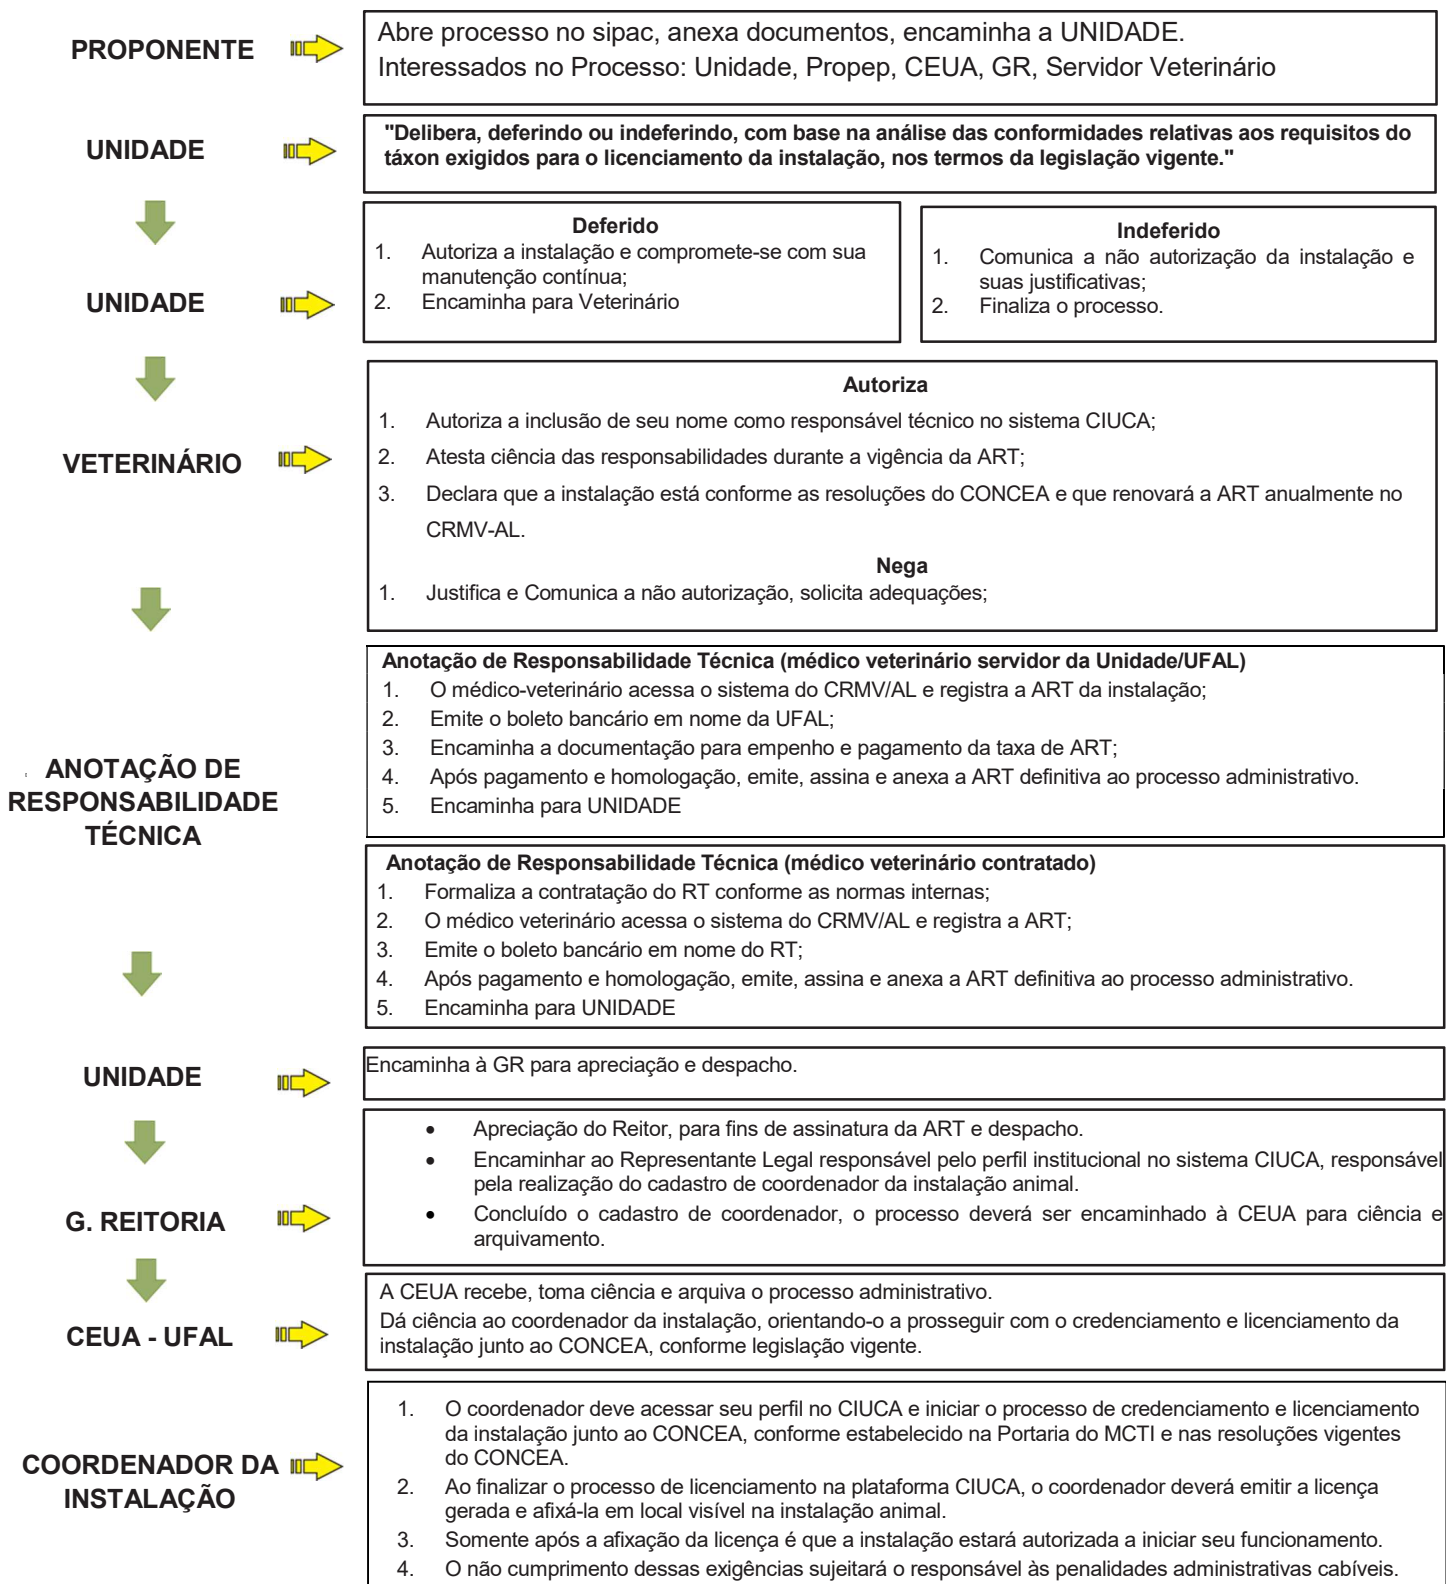 PROPONENTE
Abre processo no sipac, anexa documentos, encaminha a UNIDADE.
Interessados no Processo: Unidade, Propep, CEUA, GR, Servidor Veterinário
UNIDADE
"Delibera, deferindo ou indeferindo, com base na análise das conformidades relativas aos requisitos do
táxon exigidos para o licenciamento da instalação, nos termos da legislação vigente."
UNIDADE
Deferido
1. Autoriza a instalação e compromete-se com sua
manutenção contínua;
2. Encaminha para Veterinário
Indeferido
1. Comunica a não autorização da instalação e
suas justificativas;
2. Finaliza o processo.
VETERINÁRIO
Autoriza
1. Autoriza a inclusão de seu nome como responsável técnico no sistema CIUCA;
2. Atesta ciência das responsabilidades durante a vigência da ART;
3. Declara que a instalação está conforme as resoluções do CONCEA e que renovará a ART anualmente no
CRMV-AL.
Nega
1. Justifica e Comunica a não autorização, solicita adequações;
ANOTAÇÃO DE
RESPONSABILIDADE
TÉCNICA
Anotação de Responsabilidade Técnica (médico veterinário servidor da Unidade/UFAL)
1. O médico-veterinário acessa o sistema do CRMV/AL e registra a ART da instalação;
2. Emite o boleto bancário em nome da UFAL;
3. Encaminha a documentação para empenho e pagamento da taxa de ART;
4. Após pagamento e homologação, emite, assina e anexa a ART definitiva ao processo administrativo.
5. Encaminha para UNIDADE
Anotação de Responsabilidade Técnica (médico veterinário contratado)
1. Formaliza a contratação do RT conforme as normas internas;
2. O médico veterinário acessa o sistema do CRMV/AL e registra a ART;
3. Emite o boleto bancário em nome do RT;
4. Após pagamento e homologação, emite, assina e anexa a ART definitiva ao processo administrativo.
5. Encaminha para UNIDADE
UNIDADE
Encaminha à GR para apreciação e despacho.
G. REITORIA
• Apreciação do Reitor, para fins de assinatura da ART e despacho.
• Encaminhar ao Representante Legal responsável pelo perfil institucional no sistema CIUCA, responsável
pela realização do cadastro de coordenador da instalação animal.
• Concluído o cadastro de coordenador, o processo deverá ser encaminhado à CEUA para ciência e
arquivamento.
CEUA - UFAL
A CEUA recebe, toma ciência e arquiva o processo administrativo.
Dá ciência ao coordenador da instalação, orientando-o a prosseguir com o credenciamento e licenciamento da
instalação junto ao CONCEA, conforme legislação vigente.
COORDENADOR DA
INSTALAÇÃO
1. O coordenador deve acessar seu perfil no CIUCA e iniciar o processo de credenciamento e licenciamento
da instalação junto ao CONCEA, conforme estabelecido na Portaria do MCTI e nas resoluções vigentes
do CONCEA.
2. Ao finalizar o processo de licenciamento na plataforma CIUCA, o coordenador deverá emitir a licença
gerada e afixá-la em local visível na instalação animal.
3. Somente após a afixação da licença é que a instalação estará autorizada a iniciar seu funcionamento.
4. O não cumprimento dessas exigências sujeitará o responsável às penalidades administrativas cabíveis.